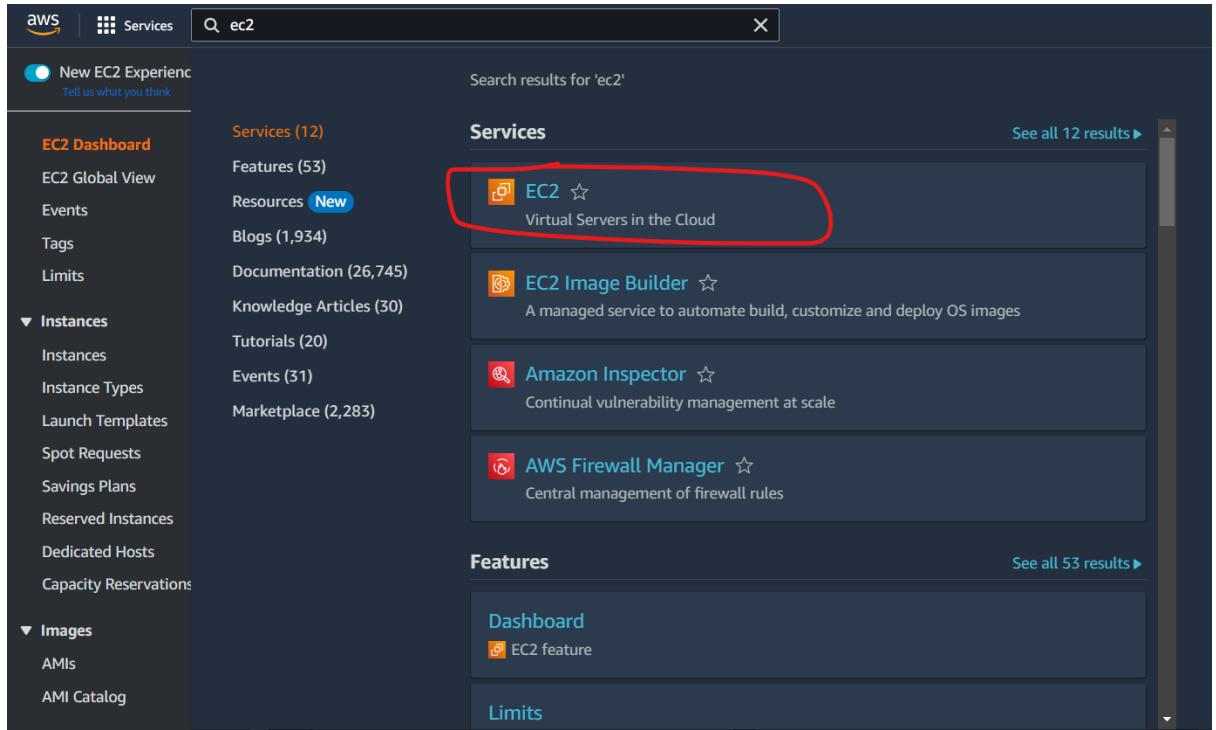 aws
Services
ec2
New EC2 Experienc
Tell us what you think
EC2 Dashboard
EC2 Global View
Events
Tags
Limits
Instances
Instances
Instance Types
Launch Templates
Spot Requests
Savings Plans
Reserved Instances
Dedicated Hosts
Capacity Reservations
Images
AMIs
AMI Catalog
Services (12)
Features (53)
Resources New
Blogs (1,934)
Documentation (26,745)
Knowledge Articles (30)
Tutorials (20)
Events (31)
Marketplace (2,283)
Search results for 'ec2'
Services
See all 12 results
EC2
Virtual Servers in the Cloud
EC2 Image Builder
A managed service to automate build, customize and deploy OS images
Amazon Inspector
Continual vulnerability management at scale
AWS Firewall Manager
Central management of firewall rules
Features
See all 53 results
Dashboard
EC2 feature
Limits